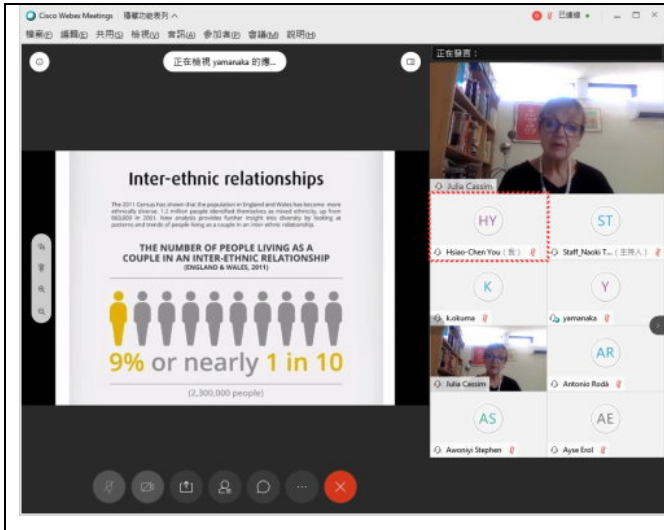 Cisco Webex Meetings 隱藏功能表列 ^
已連線
檔案(F) 編輯(E) 共用(S) 檢視(V) 音訊(A) 參加者(P) 會議(M) 說明(H)
正在檢視 yamanaka 的應...
正在發言：
Julia Cassim
Inter-ethnic relationships
The 2011 Census has shown that the population in England and Wales has become more
ethnically diverse. 1.2 million people identified themselves as mixed ethnicity, up from
660,000 in 2001. New analysis provides further insight into diversity by looking at
patterns and trends of people living as a couple in an inter-ethnic relationship.
THE NUMBER OF PEOPLE LIVING AS A
COUPLE IN AN INTER-ETHNIC RELATIONSHIP
(ENGLAND & WALES, 2011)
9% or nearly 1 in 10
(2,300,000 people)
HY
Hsiao-Chen You (我)
ST
Staff_Naoki T... (主持人)
K
k.okuma
Y
yamanaka
Julia Cassim
AR
Antonio Rodà
AS
Awoniyi Stephen
AE
Ayse Erol